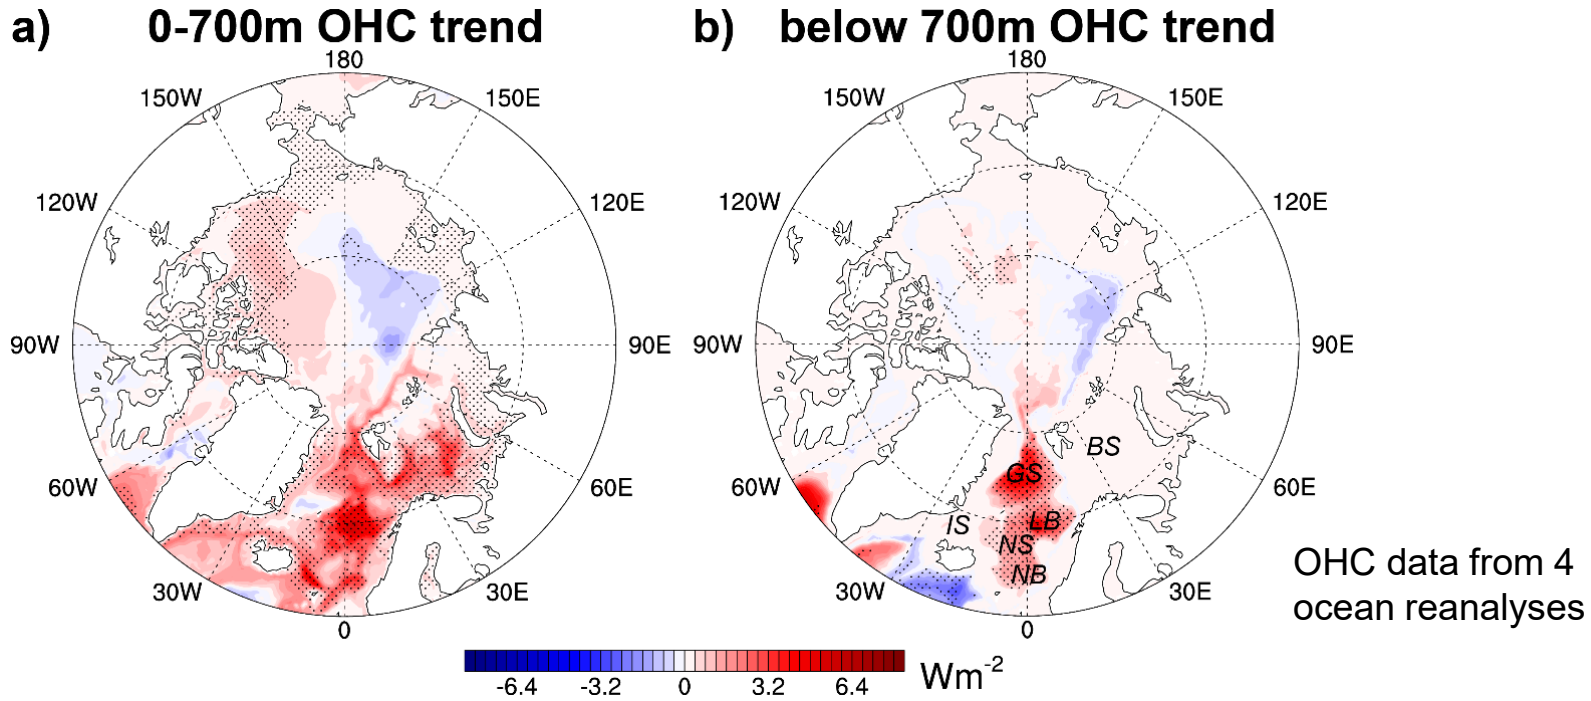 a) 0-700m OHC trend
b) below 700m OHC trend
180
150W
150E
120W
120E
90W
90E
60W
60E
30W
30E
0
180
150W
150E
120W
120E
90W
90E
60W
60E
30W
30E
0
BS
GS
IS
LB
NS
NB
OHC data from 4
ocean reanalyses
-6.4 -3.2 0 3.2 6.4 Wm-2